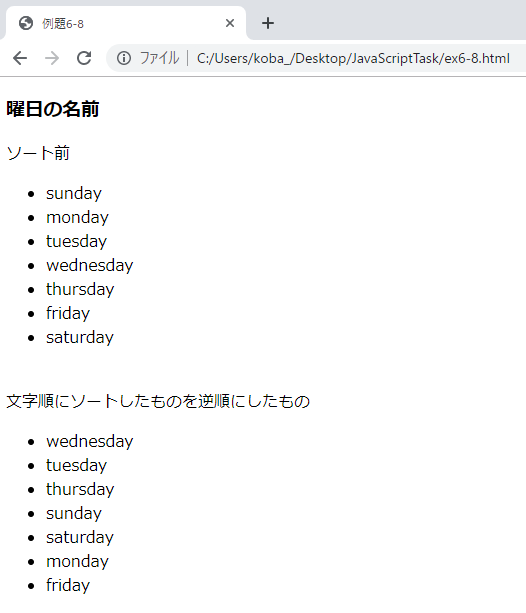 例題6-8
ファイル | C:/Users/koba_/Desktop/JavaScriptTask/ex6-8.html
曜日の名前
ソート前
sunday
monday
tuesday
wednesday
thursday
friday
saturday
文字順にソートしたものを逆順にしたもの
wednesday
tuesday
thursday
sunday
saturday
monday
friday